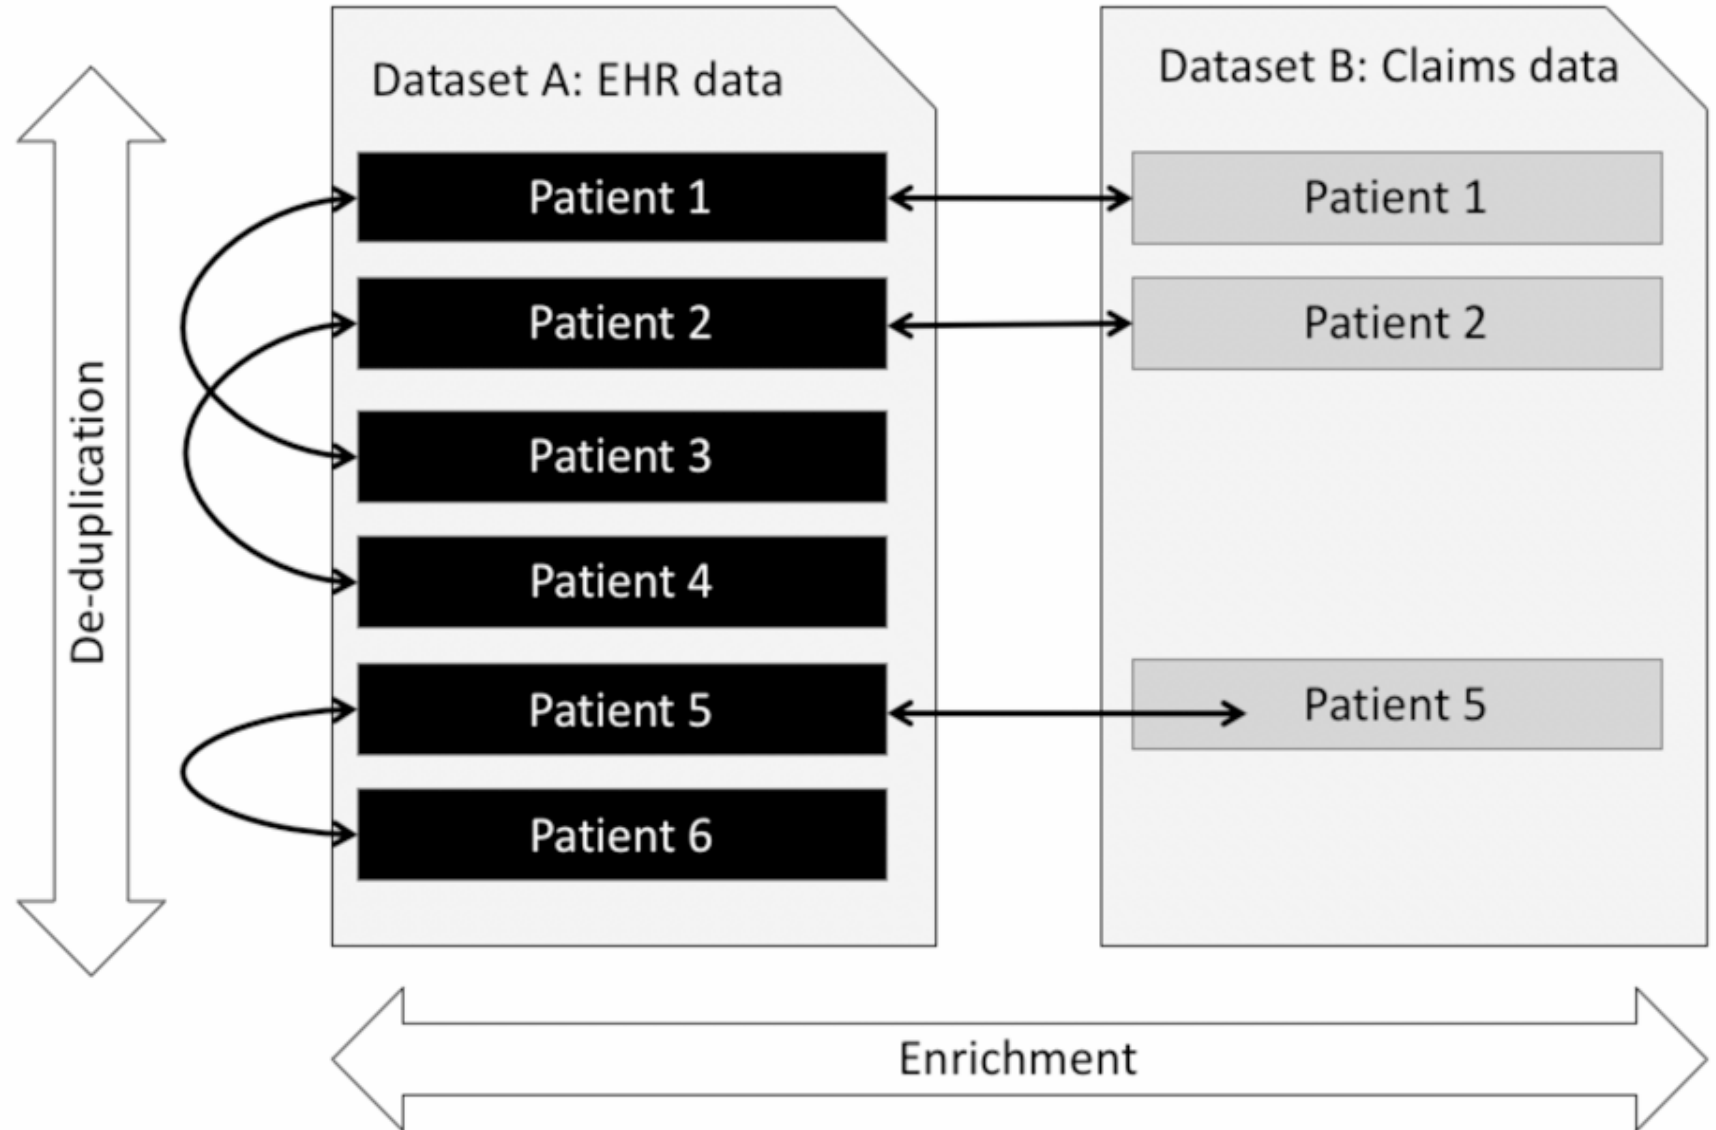 Dataset A: EHR data
Patient 1
Patient 2
Patient 3
Patient 4
Patient 5
Patient 6
Dataset B: Claims data
Patient 1
Patient 2
Patient 5
De-duplication
Enrichment